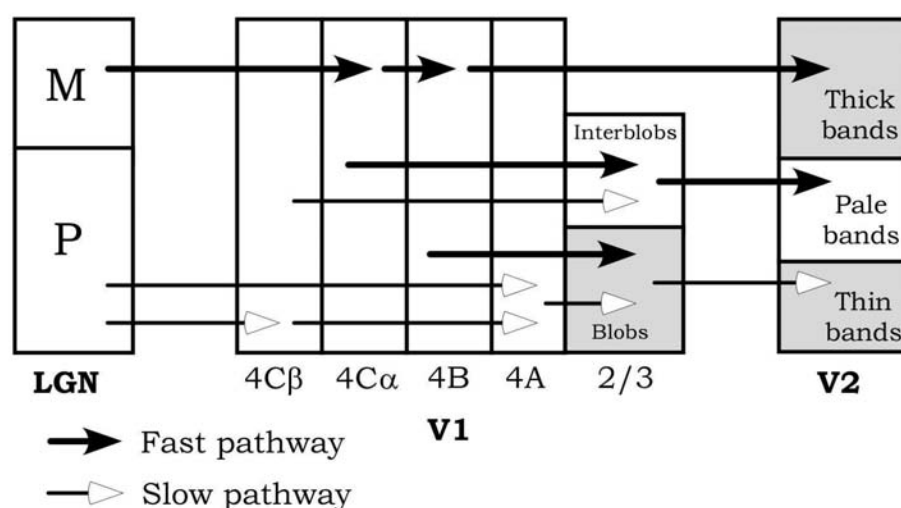 M
Thick
bands
Interblobs
P
Pale
bands
Blobs
Thin
bands
LGN
4Cβ
4Cα
4B
4A
2/3
V2
V1
Fast pathway
Slow pathway